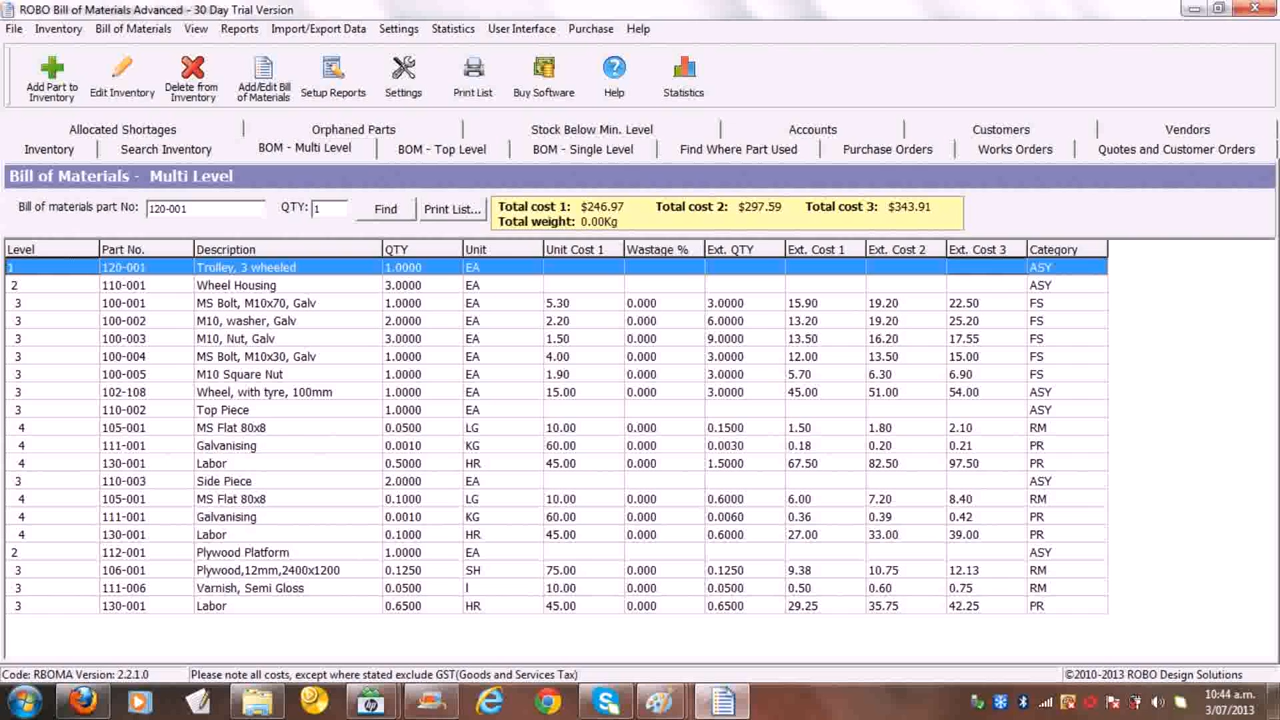 ROBO Bill of Materials Advanced - 30 Day Trial Version
File Inventory Bill of Materials View Reports Import/Export Data Settings Statistics User Interface Purchase Help
Add Part to Inventory Edit Inventory Delete from Inventory Add/Edit Bill of Materials Setup Reports Settings Print List Buy Software Help Statistics
Allocated Shortages Orphaned Parts Stock Below Min. Level Accounts Customers Vendors
Inventory Search Inventory BOM - Multi Level BOM - Top Level BOM - Single Level Find Where Part Used Purchase Orders Works Orders Quotes and Customer Orders
Bill of Materials - Multi Level
Bill of materials part No: 120-001 QTY: 1 Find Print List... Total cost 1: $246.97 Total cost 2: $297.59 Total cost 3: $343.91
Total weight: 0.00Kg
Level Part No. Description QTY Unit Unit Cost 1 Wastage % Ext. QTY Ext. Cost 1 Ext. Cost 2 Ext. Cost 3 Category
1 120-001 Trolley, 3 wheeled 1.0000 EA ASY
2 110-001 Wheel Housing 3.0000 EA ASY
3 100-001 MS Bolt, M10x70, Galv 1.0000 EA 5.30 0.000 3.0000 15.90 19.20 22.50 FS
3 100-002 M10, washer, Galv 2.0000 EA 2.20 0.000 6.0000 13.20 19.20 25.20 FS
3 100-003 M10, Nut, Galv 3.0000 EA 1.50 0.000 9.0000 13.50 16.20 17.55 FS
3 100-004 MS Bolt, M10x30, Galv 1.0000 EA 4.00 0.000 3.0000 12.00 13.50 15.00 FS
3 100-005 M10 Square Nut 1.0000 EA 1.90 0.000 3.0000 5.70 6.30 6.90 FS
3 102-108 Wheel, with tyre, 100mm 1.0000 EA 15.00 0.000 3.0000 45.00 51.00 54.00 ASY
3 110-002 Top Piece 1.0000 EA ASY
4 105-001 MS Flat 80x8 0.0500 LG 10.00 0.000 0.1500 1.50 1.80 2.10 RM
4 111-001 Galvanising 0.0010 KG 60.00 0.000 0.0030 0.18 0.20 0.21 PR
4 130-001 Labor 0.5000 HR 45.00 0.000 1.5000 67.50 82.50 97.50 PR
3 110-003 Side Piece 2.0000 EA ASY
4 105-001 MS Flat 80x8 0.1000 LG 10.00 0.000 0.6000 6.00 7.20 8.40 RM
4 111-001 Galvanising 0.0010 KG 60.00 0.000 0.0060 0.36 0.39 0.42 PR
4 130-001 Labor 0.1000 HR 45.00 0.000 0.6000 27.00 33.00 39.00 PR
2 112-001 Plywood Platform 1.0000 EA ASY
3 106-001 Plywood,12mm,2400x1200 0.1250 SH 75.00 0.000 0.1250 9.38 10.75 12.13 RM
3 111-006 Varnish, Semi Gloss 0.0500 l 10.00 0.000 0.0500 0.50 0.60 0.75 RM
3 130-001 Labor 0.6500 HR 45.00 0.000 0.6500 29.25 35.75 42.25 PR
Code: RBOMA Version: 2.2.1.0 Please note all costs, except where stated exclude GST(Goods and Services Tax) ©2010-2013 ROBO Design Solutions
10:44 a.m.
3/07/2013